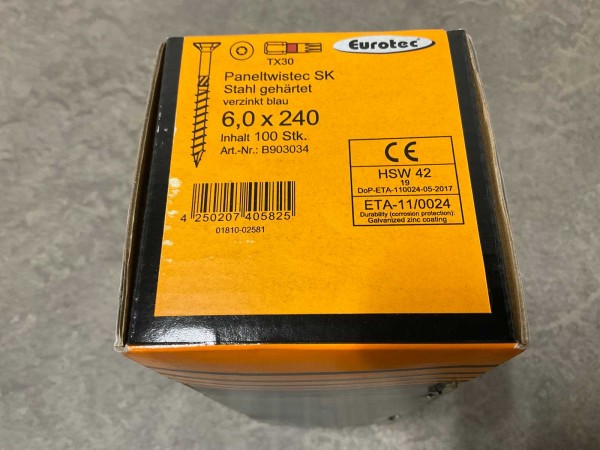 Eurotec
TX30
Paneltwistec SK
Stahl gehärtet
verzinkt blau
6,0 x 240
Inhalt 100 Stk.
Art.-Nr.: B903034
4 250207 405825
01810-02581
CE
HSW 42
19
DoP-ETA-110024-05-2017
ETA-11/0024
Durability (corrosion protection):
Galvanized zinc coating